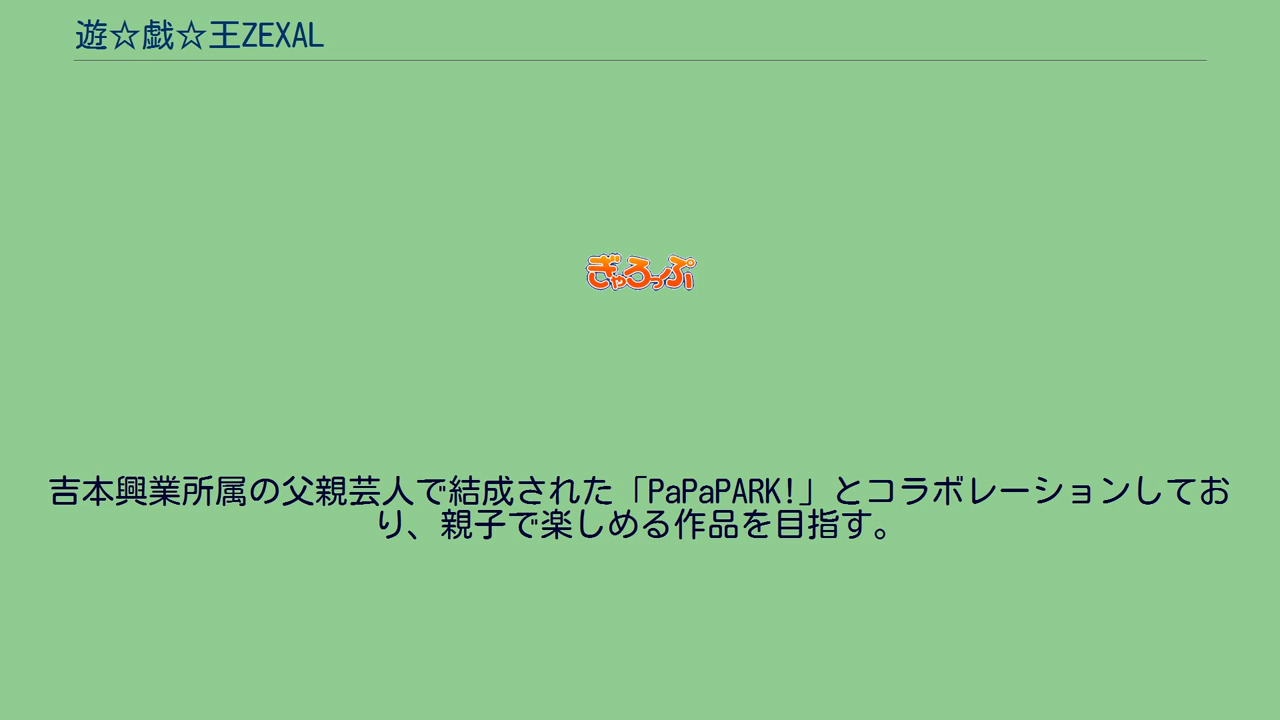 遊☆戯☆王ZEXAL
ぎゃろっぷ
吉本興業所属の父親芸人で結成された「PaPaPARK!」とコラボレーションしてお
り、親子で楽しめる作品を目指す。